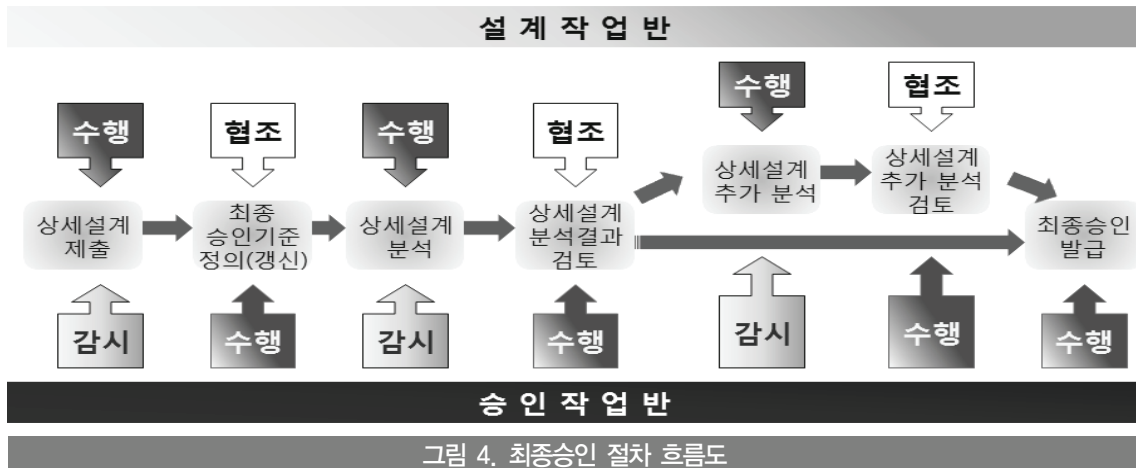 설 계 작 업 반
수행
협조
수행
협조
수행
협조
상세설계
제출
최종
승인기준
정의(갱신)
상세설계
분석
상세설계
분석결과
검토
상세설계
추가 분석
상세설계
추가 분석
검토
최종승인
발급
감시
수행
감시
수행
감시
수행
수행
승 인 작 업 반
그림 4. 최종승인 절차 흐름도